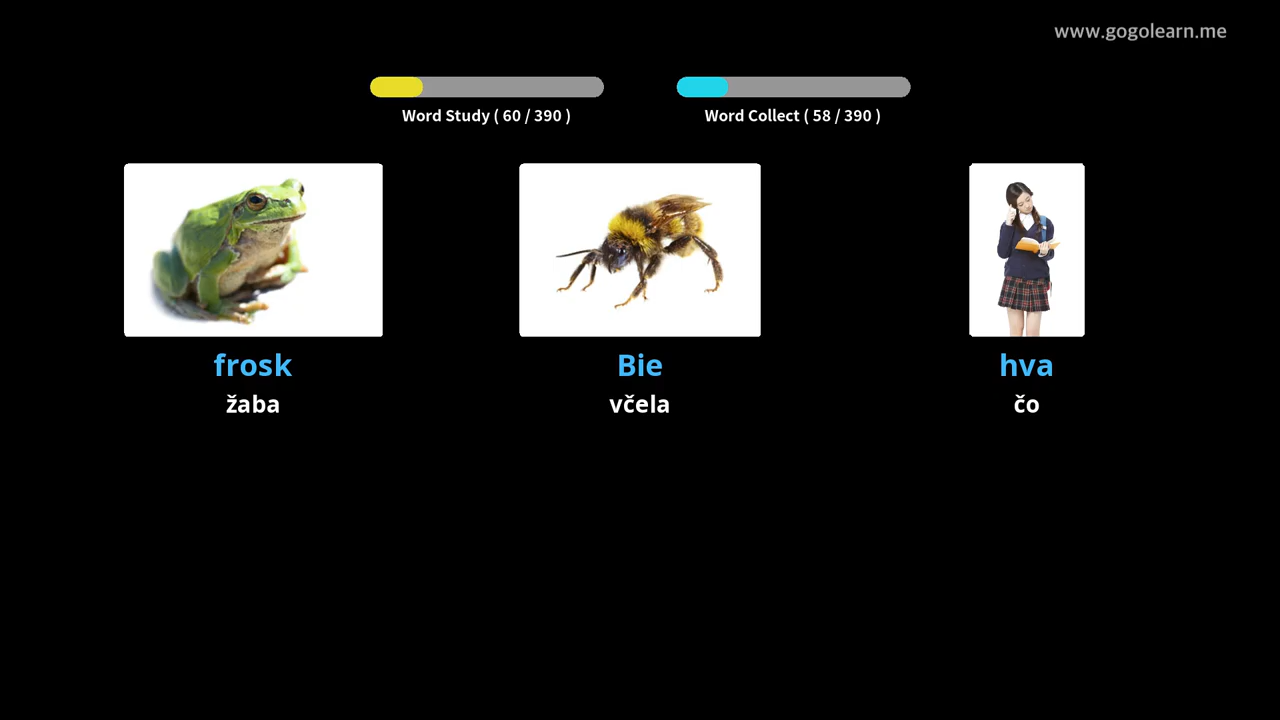 www.gogolearn.me
Word Study ( 60 / 390 )
Word Collect ( 58 / 390 )
frosk
Bie
hva
žaba
včela
čo